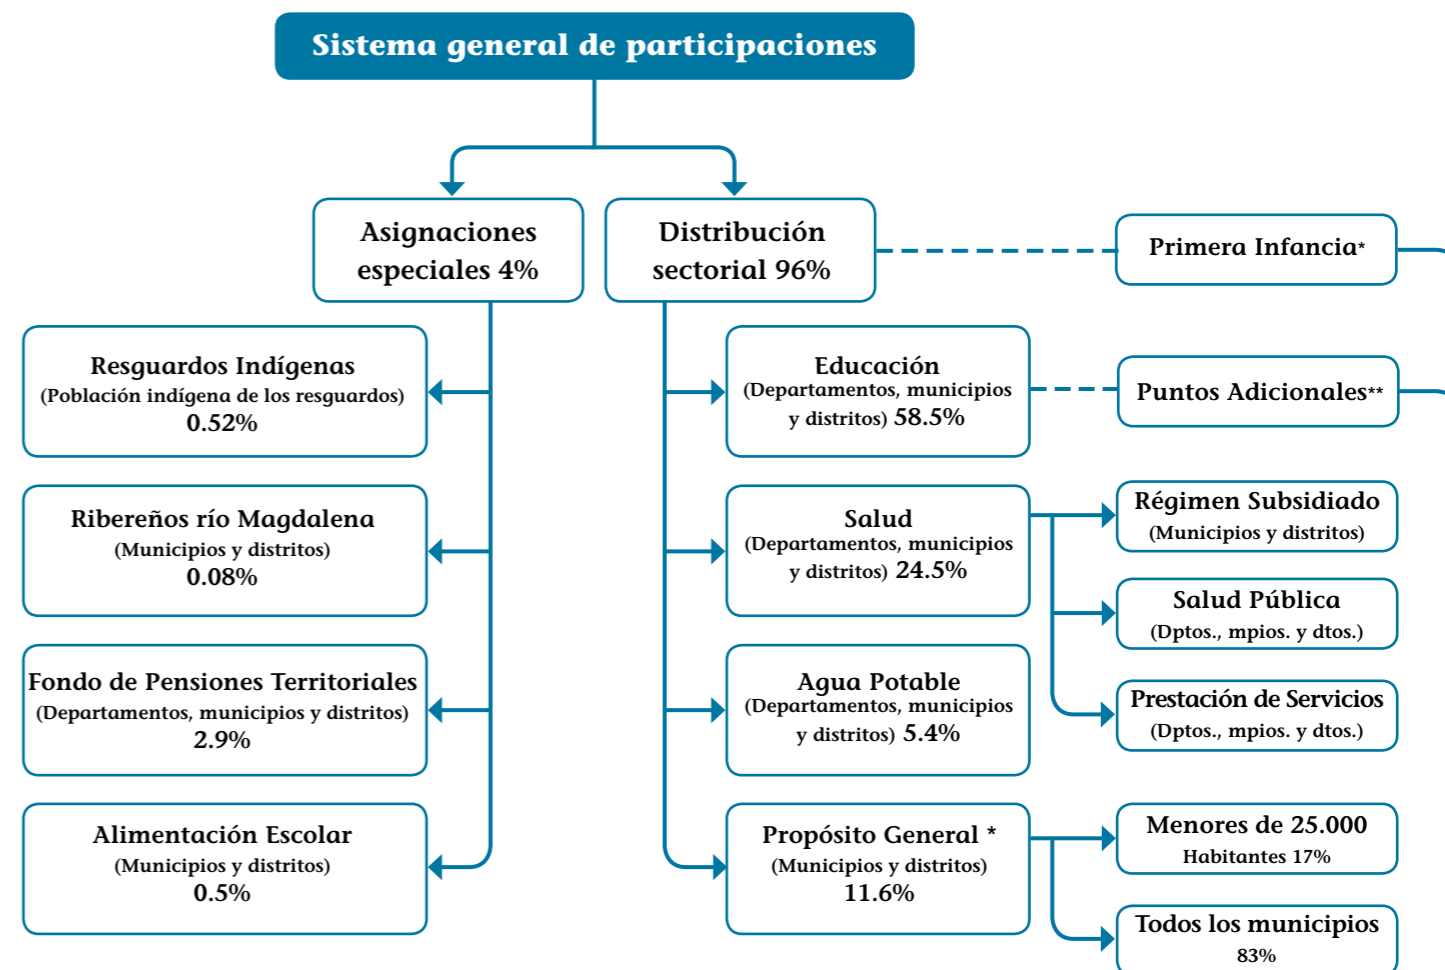 Sistema general de participaciones
Asignaciones
especiales 4%
Distribución
sectorial 96%
Primera Infancia*
Resguardos Indígenas
(Población indígena de los resguardos)
0.52%
Educación
(Departamentos, municipios
y distritos) 58.5%
Puntos Adicionales**
Ribereños río Magdalena
(Municipios y distritos)
0.08%
Salud
(Departamentos, municipios
y distritos) 24.5%
Régimen Subsidiado
(Municipios y distritos)
Salud Pública
(Dptos., mpios. y dtos.)
Prestación de Servicios
(Dptos., mpios. y dtos.)
Fondo de Pensiones Territoriales
(Departamentos, municipios y distritos)
2.9%
Agua Potable
(Departamentos, municipios
y distritos) 5.4%
Alimentación Escolar
(Municipios y distritos)
0.5%
Propósito General *
(Municipios y distritos)
11.6%
Menores de 25.000
Habitantes 17%
Todos los municipios
83%